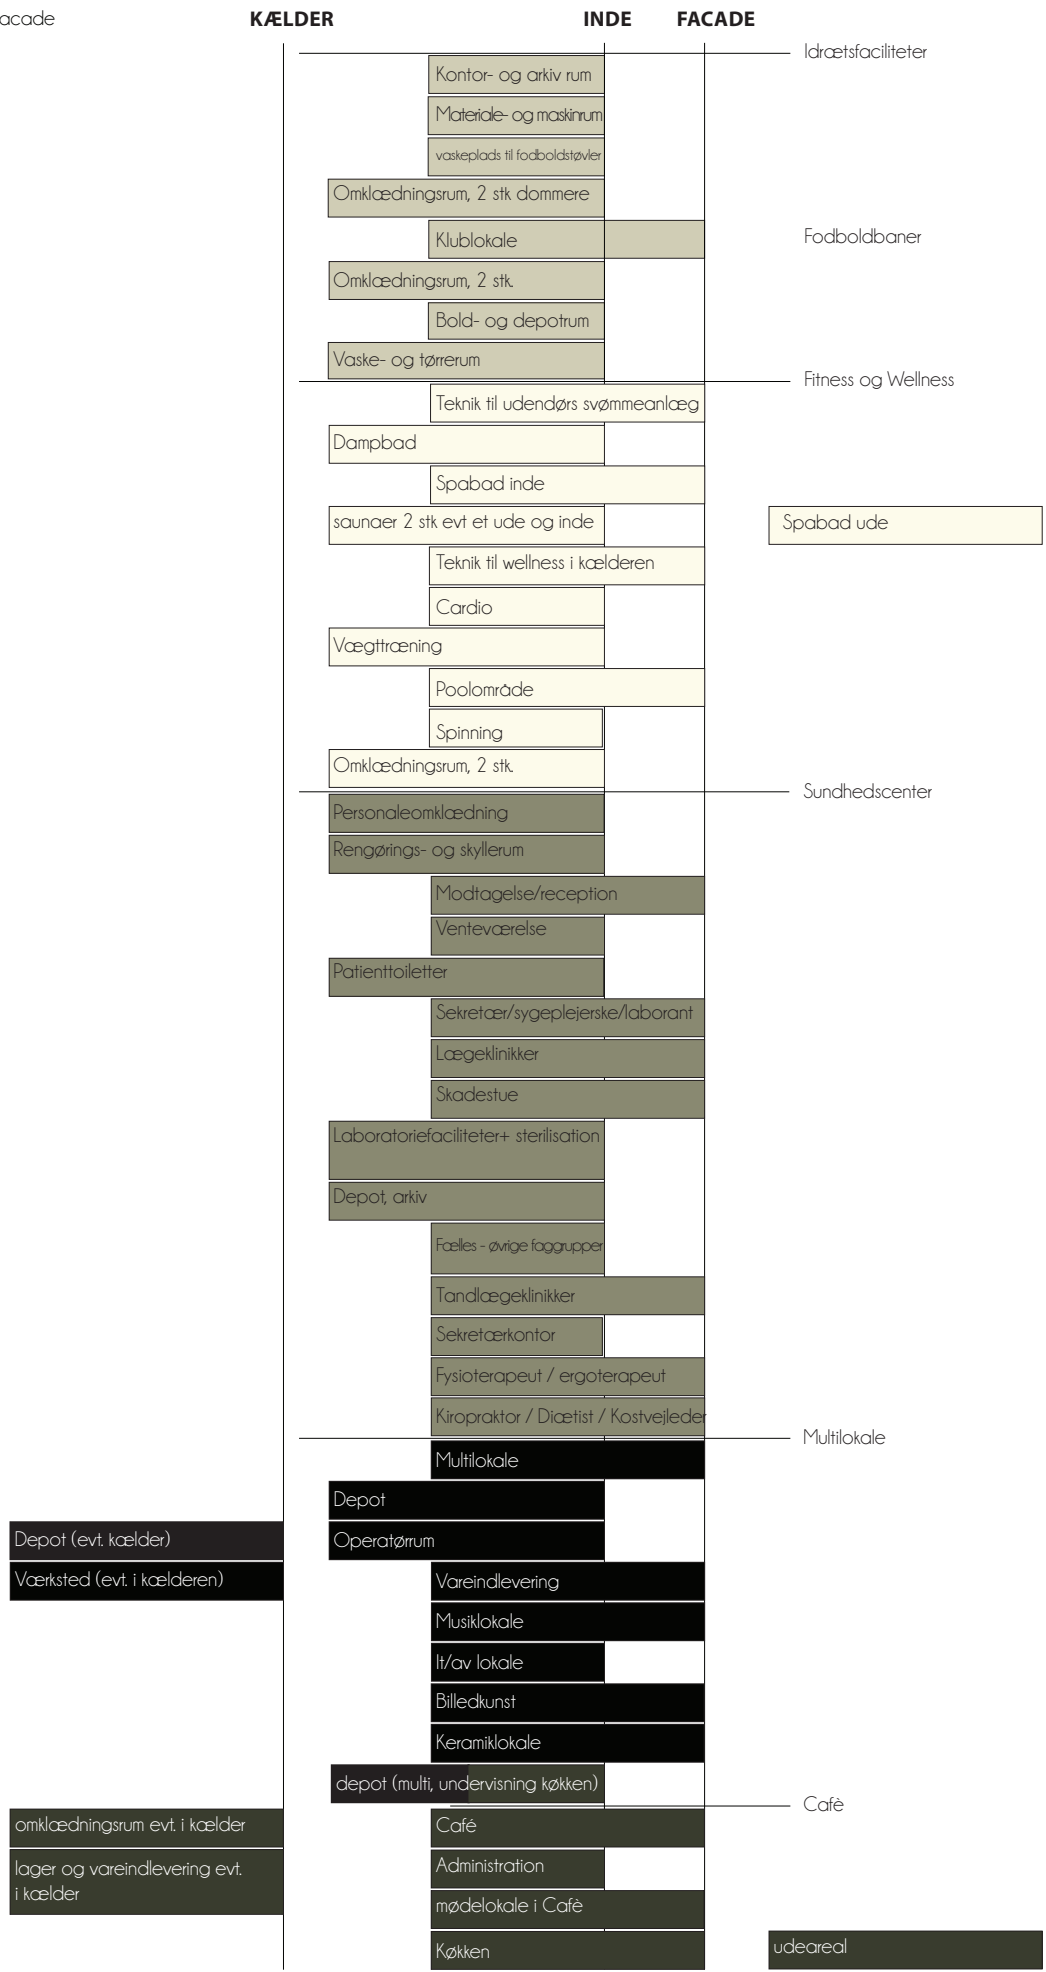 acade
KÆLDER INDE FACADE
Idrætsfaciliteter
Kontor- og arkiv rum
Materiale- og maskinrum
vaskeplads til fodboldstøvler
Omklædningsrum, 2 stk dommere
Klublokale
Fodboldbaner
Omklædningsrum, 2 stk.
Bold- og depotrum
Vaske- og tørrerum
Fitness og Wellness
Teknik til udendørs svømmeanlæg
Dampbad
Spabad inde
saunaer 2 stk evt et ude og inde
Spabad ude
Teknik til wellness i kælderen
Cardio
Vægttræning
Poolområde
Spinning
Omklædningsrum, 2 stk.
Sundhedscenter
Personaleomklædning
Rengørings- og skyllerum
Modtagelse/reception
Venteværelse
Patienttoiletter
Sekretær/sygeplejerske/laborant
Lægeklinikker
Skadestue
Laboratoriefaciliteter+ sterilisation
Depot, arkiv
Fælles - øvrige faggrupper
Tandlægeklinikker
Sekretærkontor
Fysioterapeut / ergoterapeut
Kiropraktor / Diætist / Kostvejleder
Multilokale
Multilokale
Depot
Depot (evt. kælder)
Operatørrum
Værksted (evt. i kælderen)
Vareindlevering
Musiklokale
It/av lokale
Billedkunst
Keramiklokale
depot (multi, undervisning køkken)
Cafè
omklædningsrum evt. i kælder
Café
lager og vareindlevering evt.
i kælder
Administration
mødelokale i Cafè
Køkken
udeareal